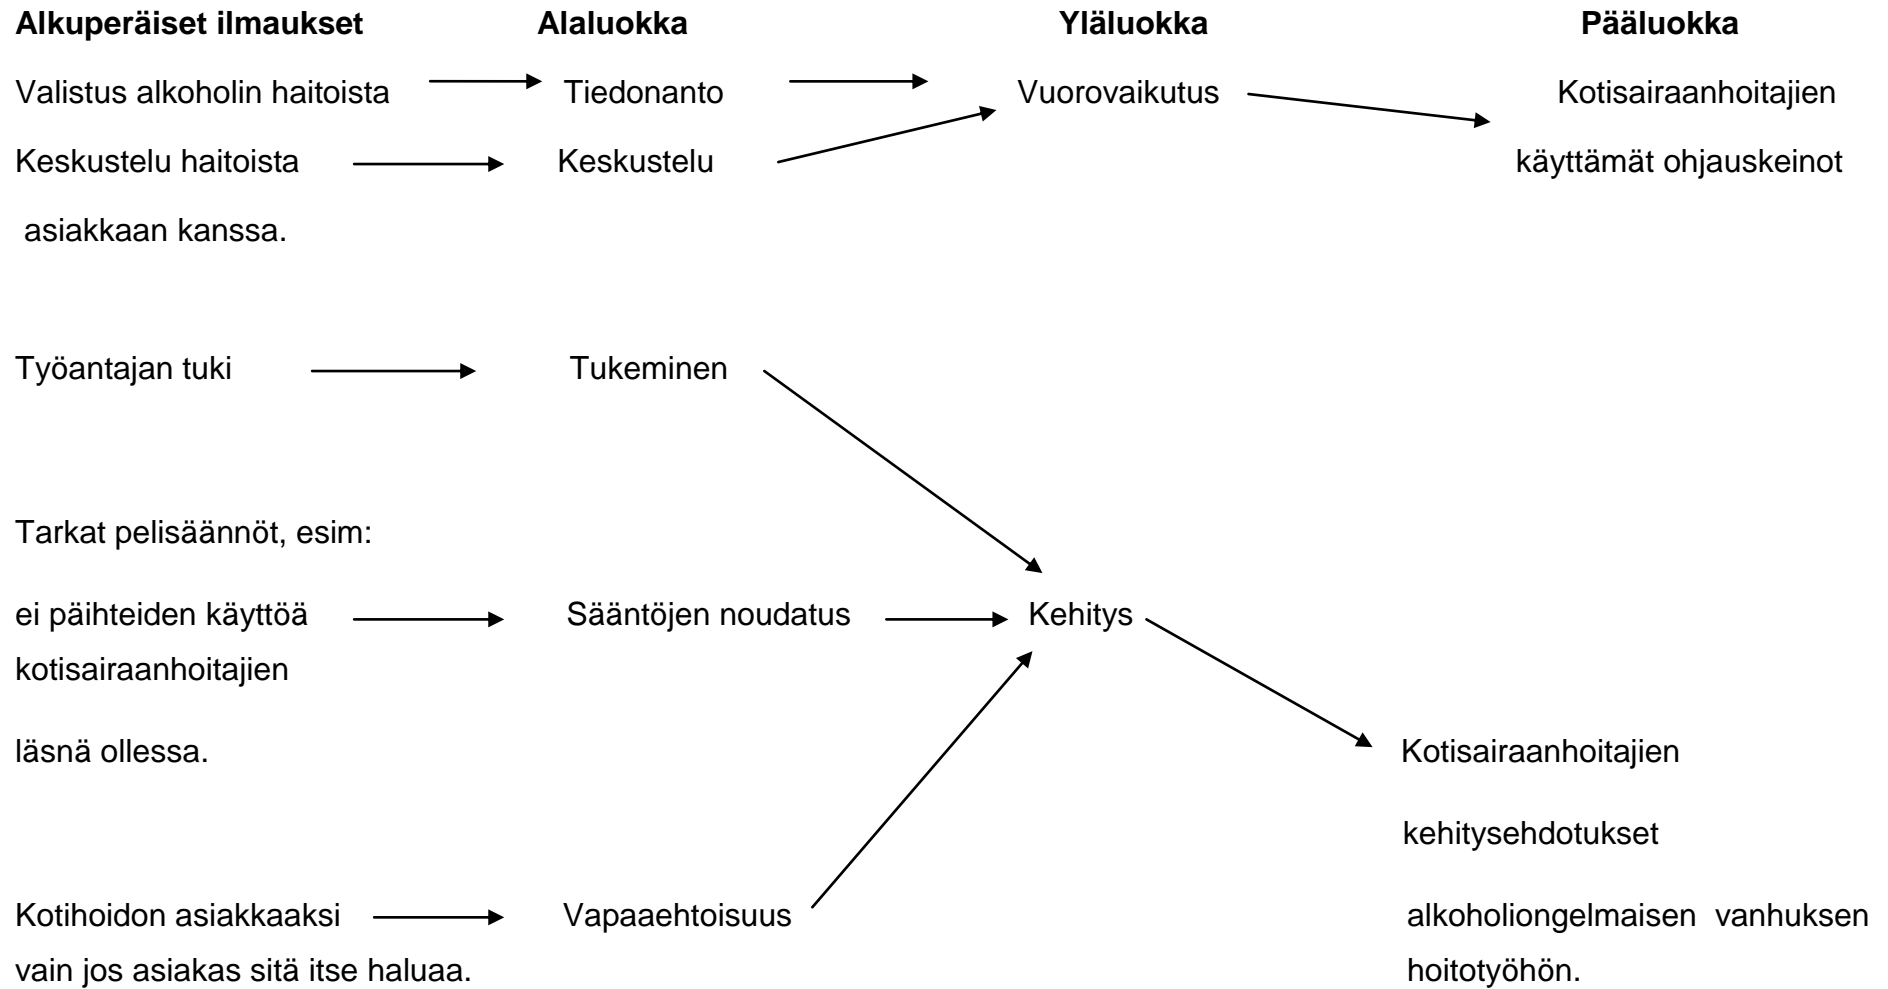 Alkuperäiset ilmaukset Alaluokka Yläluokka Pääluokka
Valistus alkoholin haitoista Tiedonanto Vuorovaikutus Kotisairaanhoitajien
Keskustelu haitoista Keskustelu käyttämät ohjauskeinot
asiakkaan kanssa.
Työantajan tuki Tukeminen
Tarkat pelisäännöt, esim:
ei päihteiden käyttöä Sääntöjen noudatus Kehitys
kotisairaanhoitajien
läsnä ollessa. Kotisairaanhoitajien
kehitysehdotukset
Kotihoidon asiakkaaksi Vapaaehtoisuus alkoholiongelmaisen vanhuksen
vain jos asiakas sitä itse haluaa. hoitotyöhön.